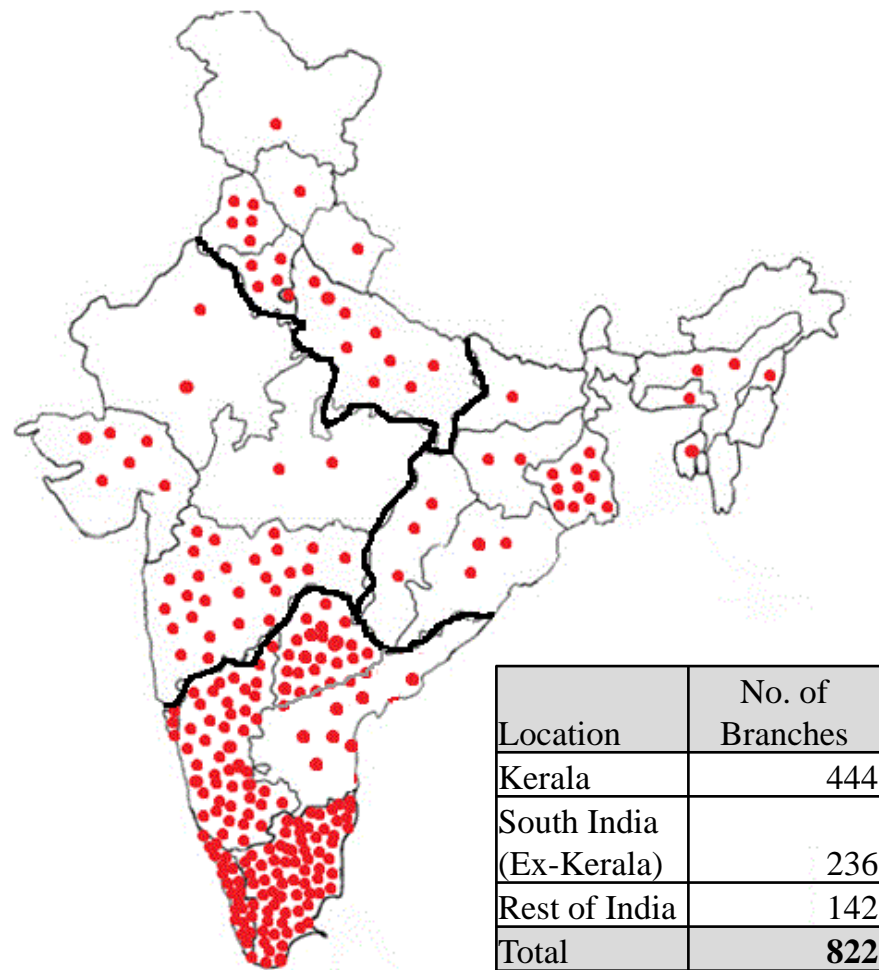 Location No. of Branches
Kerala 444
South India (Ex-Kerala) 236
Rest of India 142
Total 822